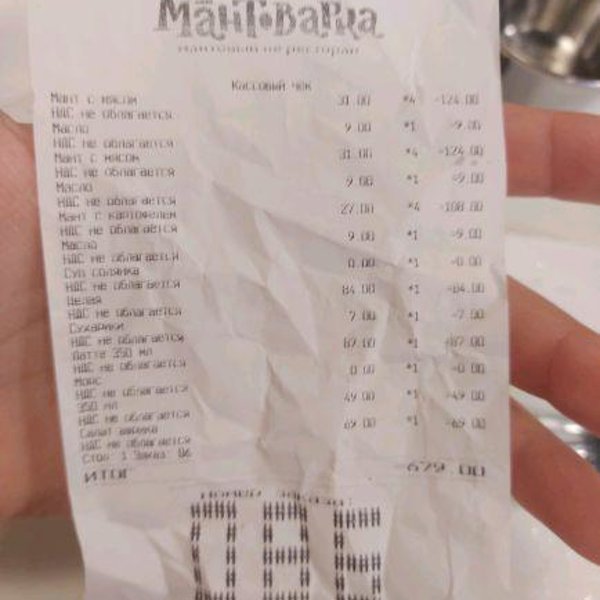 МантоВарка
мантовый не ресторан
Кассовый чек
Мант с мясом 31.00 *4 =124.00
НДС не облагается
Масло 9.00 *1 =9.00
НДС не облагается
Мант с мясом 31.00 *4 =124.00
НДС не облагается
Масло 9.00 *1 =9.00
НДС не облагается
Мант с картофелем 27.00 *4 =108.00
НДС не облагается
Масло 9.00 *1 =9.00
НДС не облагается
Суп солянка 0.00 *1 =0.00
НДС не облагается
Целая 84.00 *1 =84.00
НДС не облагается
Сухарики 7.00 *1 =7.00
НДС не облагается
Латте 350 мл 87.00 *1 =87.00
НДС не облагается
Морс 0.00 *1 =0.00
НДС не облагается
350 мл 49.00 *1 =49.00
НДС не облагается
Салат 69.00 *1 =69.00
НДС не облагается
Стол: 1 Заказ: 06
ИТОГ =679.00
НОМЕР ЗАКАЗА: